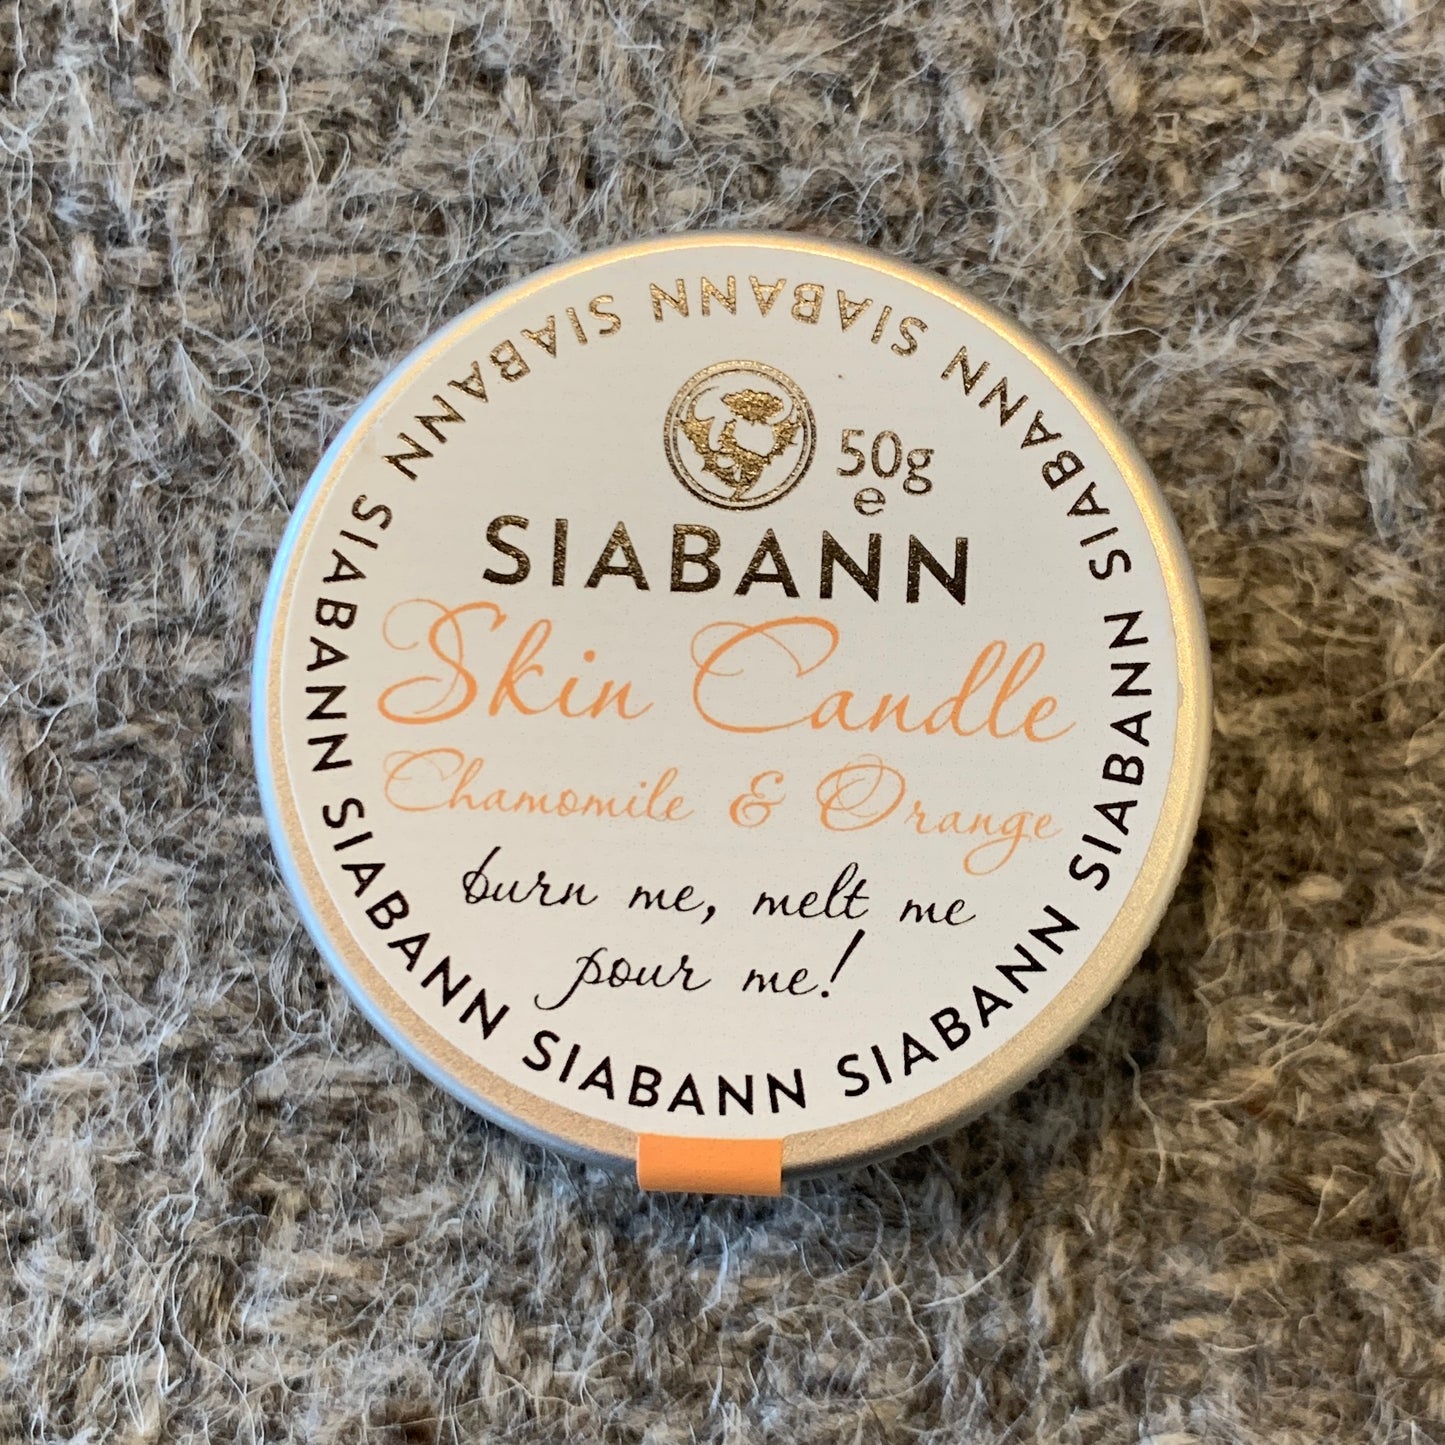 50g
e
SIABANN
Skin Candle
Chamomile & Orange
burn me, melt me
pour me!
SIABANN SIABANN SIABANN SIABANN SIABANN SIABANN SIABANN SIABANN